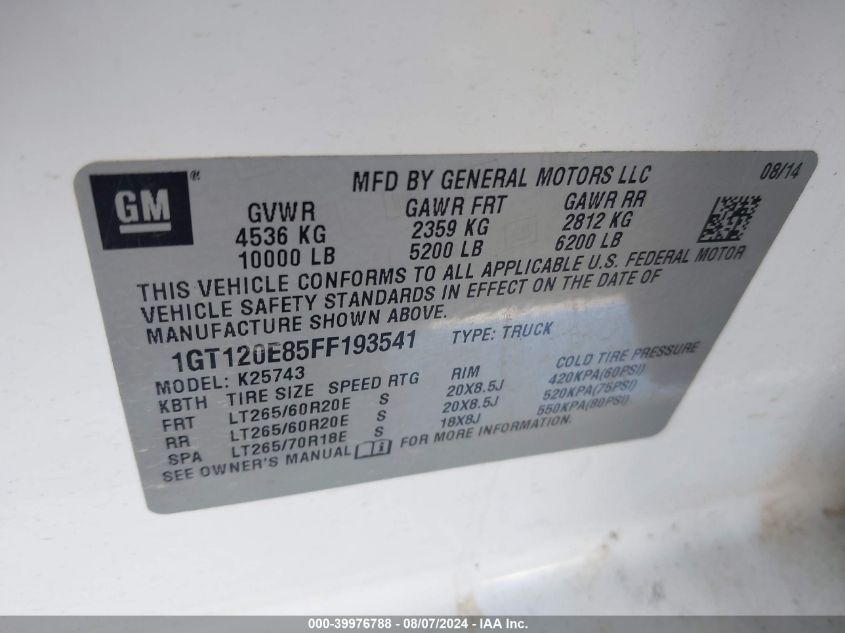 GM®
MFD BY GENERAL MOTORS LLC
08/14
GVWR GAWR FRT GAWR RR
4536 KG 2359 KG 2812 KG
10000 LB 5200 LB 6200 LB
THIS VEHICLE CONFORMS TO ALL APPLICABLE U.S. FEDERAL MOTOR
VEHICLE SAFETY STANDARDS IN EFFECT ON THE DATE OF
MANUFACTURE SHOWN ABOVE.
1GT120E85FF193541 TYPE: TRUCK
MODEL: K25743
KBTH TIRE SIZE SPEED RTG RIM COLD TIRE PRESSURE
FRT LT265/60R20E S 20X8.5J 420KPA(60PSI)
RR LT265/60R20E S 20X8.5J 520KPA(75PSI)
SPA LT265/70R18E S 18X8J 550KPA(80PSI)
SEE OWNER'S MANUAL FOR MORE INFORMATION.
000-39976788 - 08/07/2024 - IAA Inc.